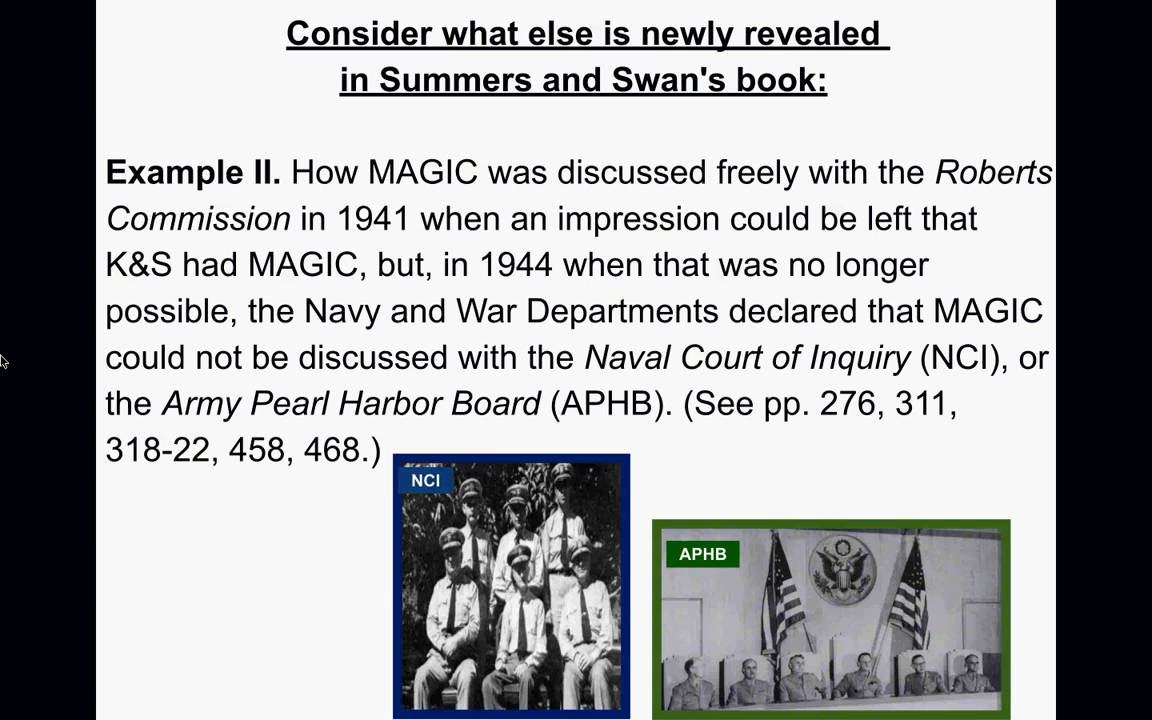 Consider what else is newly revealed
in Summers and Swan's book:
Example II. How MAGIC was discussed freely with the Roberts
Commission in 1941 when an impression could be left that
K&S had MAGIC, but, in 1944 when that was no longer
possible, the Navy and War Departments declared that MAGIC
could not be discussed with the Naval Court of Inquiry (NCI), or
the Army Pearl Harbor Board (APHB). (See pp. 276, 311,
318-22, 458, 468.)
NCI
APHB